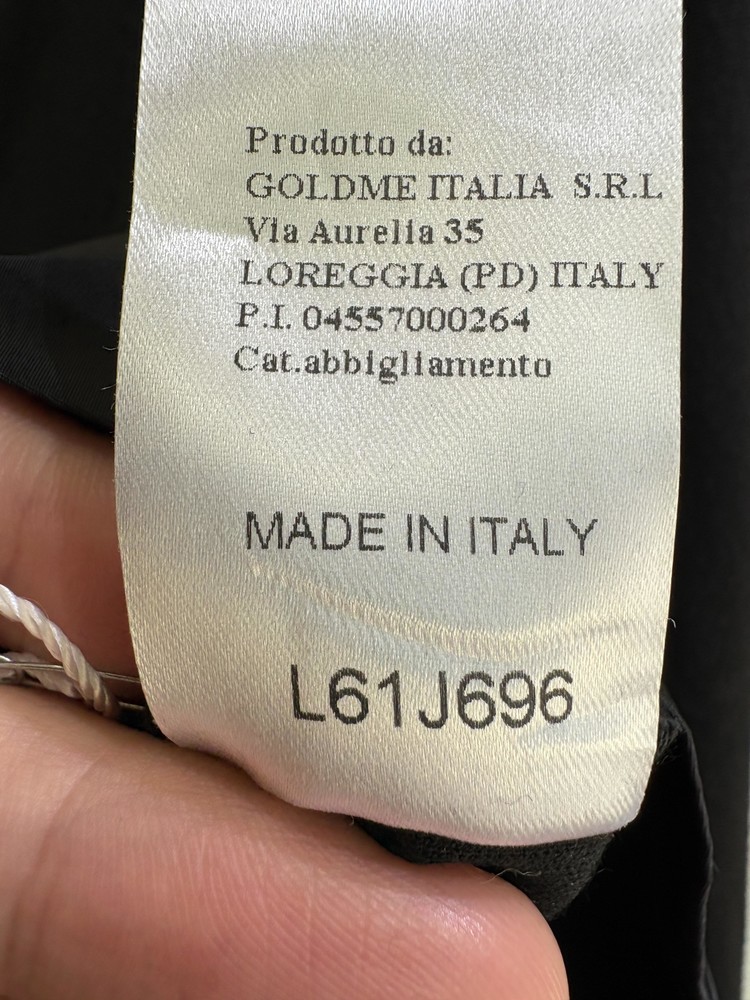 Prodotto da:
GOLDME ITALIA S.R.L
Via Aurelia 35
LOREGGIA (PD) ITALY
P.I. 04557000264
Cat.abbigliamento
MADE IN ITALY
L61J696